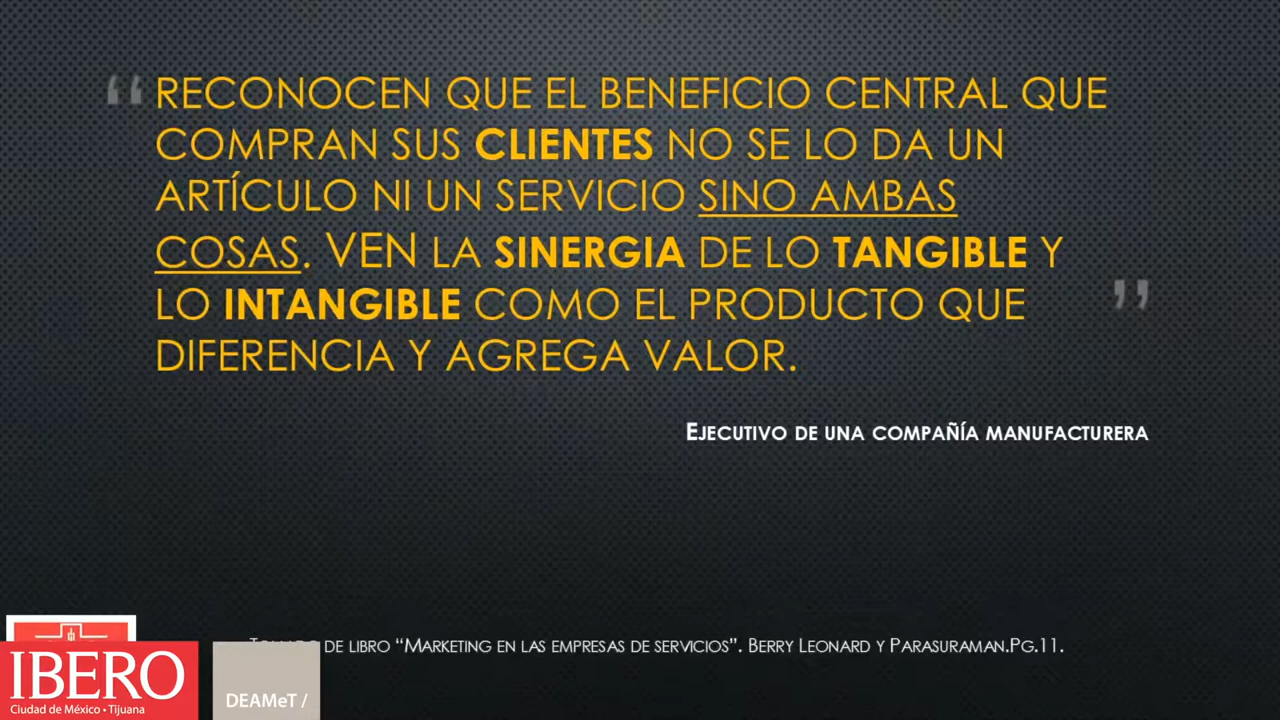 “ RECONOCEN QUE EL BENEFICIO CENTRAL QUE
COMPRAN SUS CLIENTES NO SE LO DA UN
ARTÍCULO NI UN SERVICIO SINO AMBAS
COSAS. VEN LA SINERGIA DE LO TANGIBLE Y
LO INTANGIBLE COMO EL PRODUCTO QUE ”
DIFERENCIA Y AGREGA VALOR.
EJECUTIVO DE UNA COMPAÑÍA MANUFACTURERA
DE LIBRO “MARKETING EN LAS EMPRESAS DE SERVICIOS”. BERRY LEONARD Y PARASURAMAN.PG.11.
IBERO
Ciudad de México • Tijuana
DEAMeT /